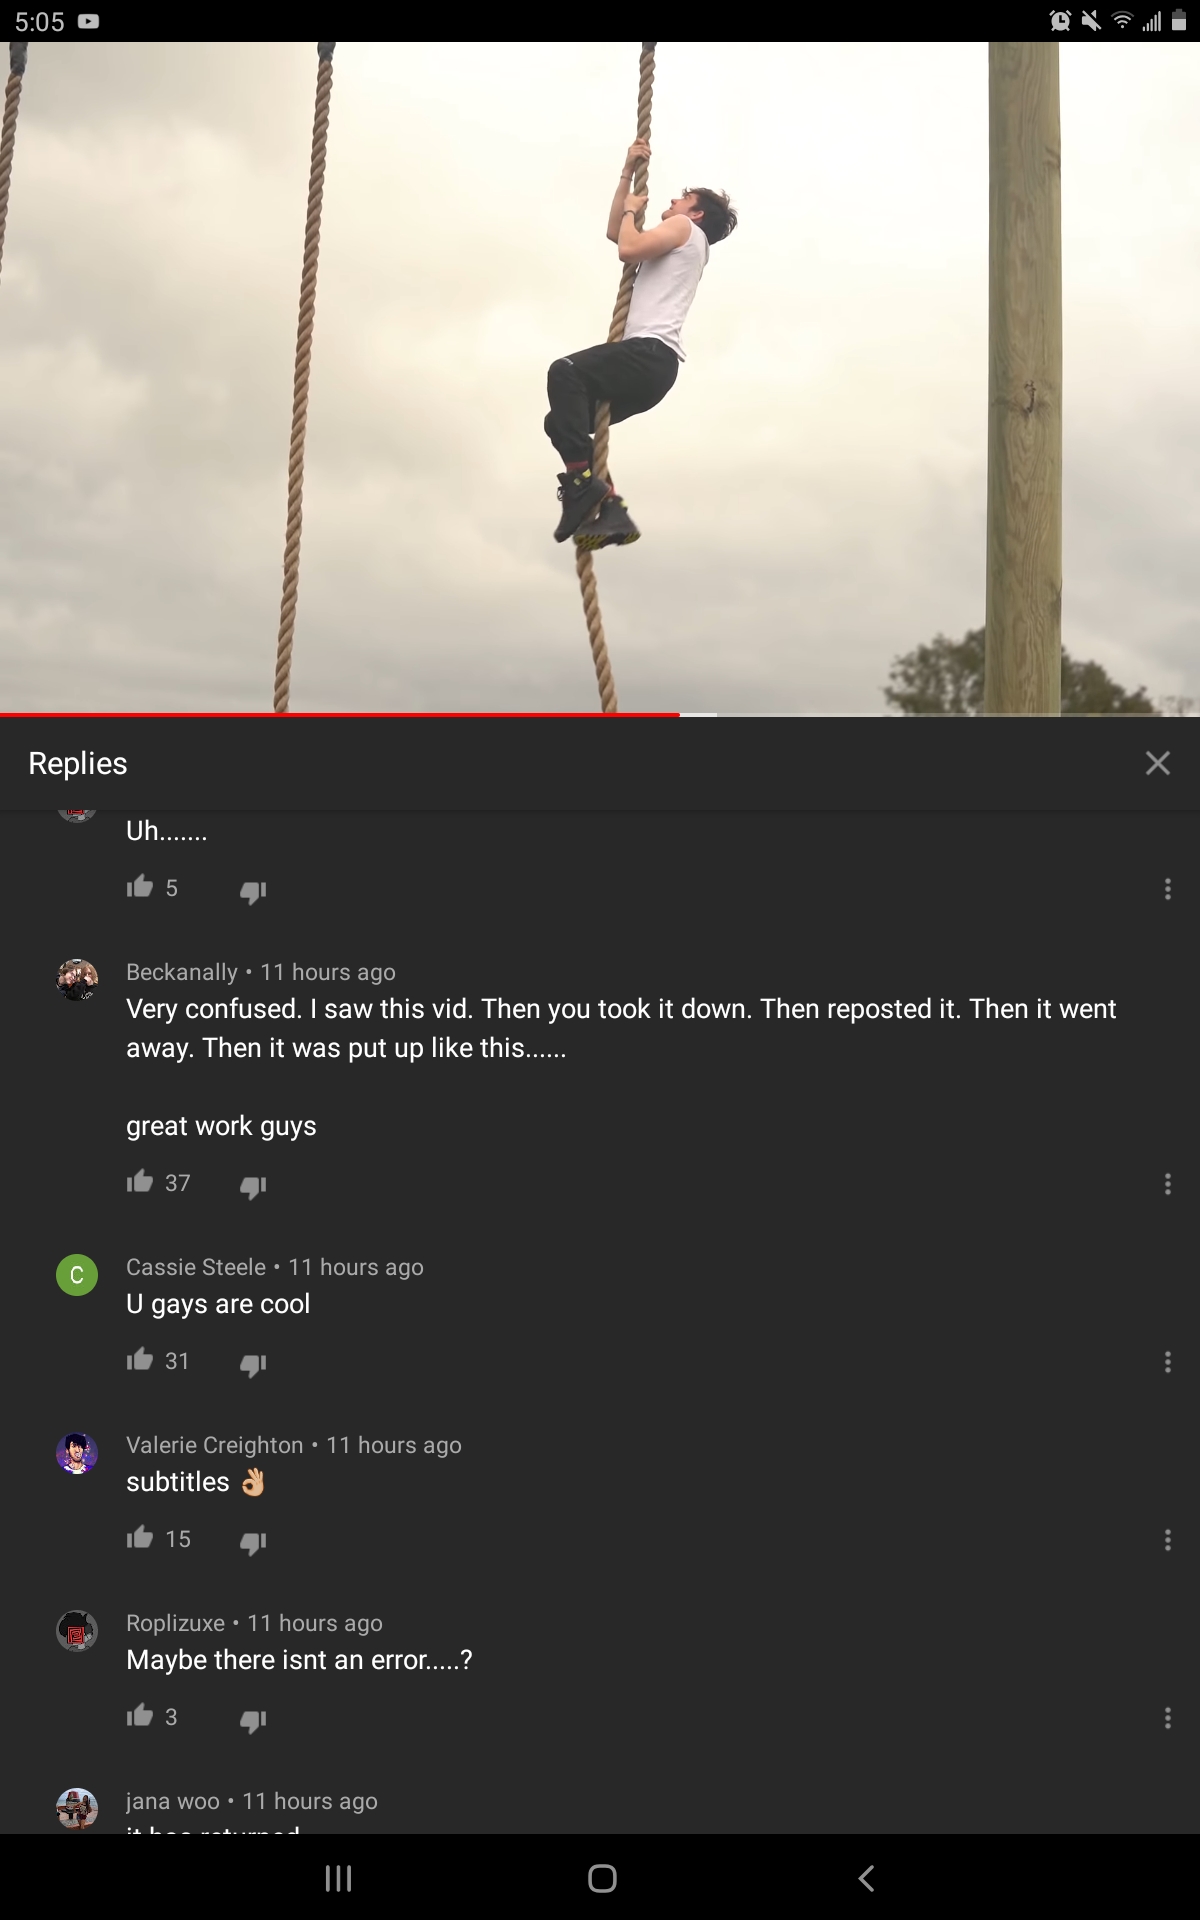 5:05
Replies
Uh.......
5
Beckanally • 11 hours ago
Very confused. I saw this vid. Then you took it down. Then reposted it. Then it went
away. Then it was put up like this......
great work guys
37
C
Cassie Steele • 11 hours ago
U gays are cool
31
Valerie Creighton • 11 hours ago
subtitles 👌🏼
15
Roplizuxe • 11 hours ago
Maybe there isnt an error.....?
3
jana woo • 11 hours ago
it has returned